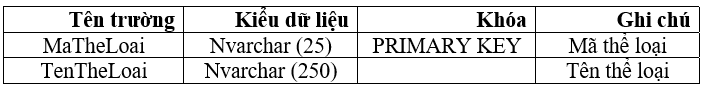 Tên trường Kiểu dữ liệu Khóa Ghi chú
MaTheLoai Nvarchar (25) PRIMARY KEY Mã thể loại
TenTheLoai Nvarchar (250) Tên thể loại